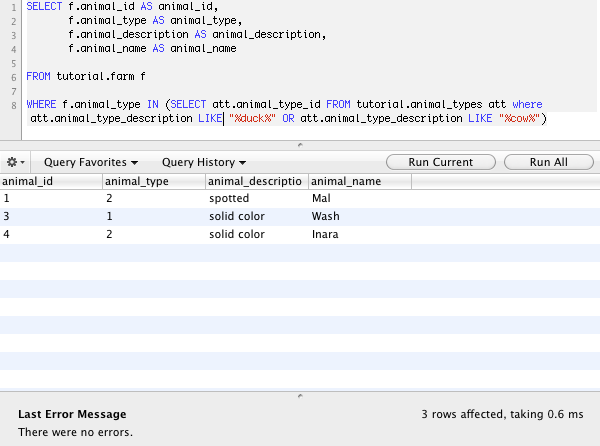 1 SELECT f.animal_id AS animal_id,
2 f.animal_type AS animal_type,
3 f.animal_description AS animal_description,
4 f.animal_name AS animal_name
5
6 FROM tutorial.farm f
7
8 WHERE f.animal_type IN (SELECT att.animal_type_id FROM tutorial.animal_types att where
att.animal_type_description LIKE "%duck%" OR att.animal_type_description LIKE "%cow%")
Query Favorites Query History Run Current Run All
animal_id animal_type animal_descriptio animal_name
1 2 spotted Mal
3 1 solid color Wash
4 2 solid color Inara
Last Error Message 3 rows affected, taking 0.6 ms
There were no errors.